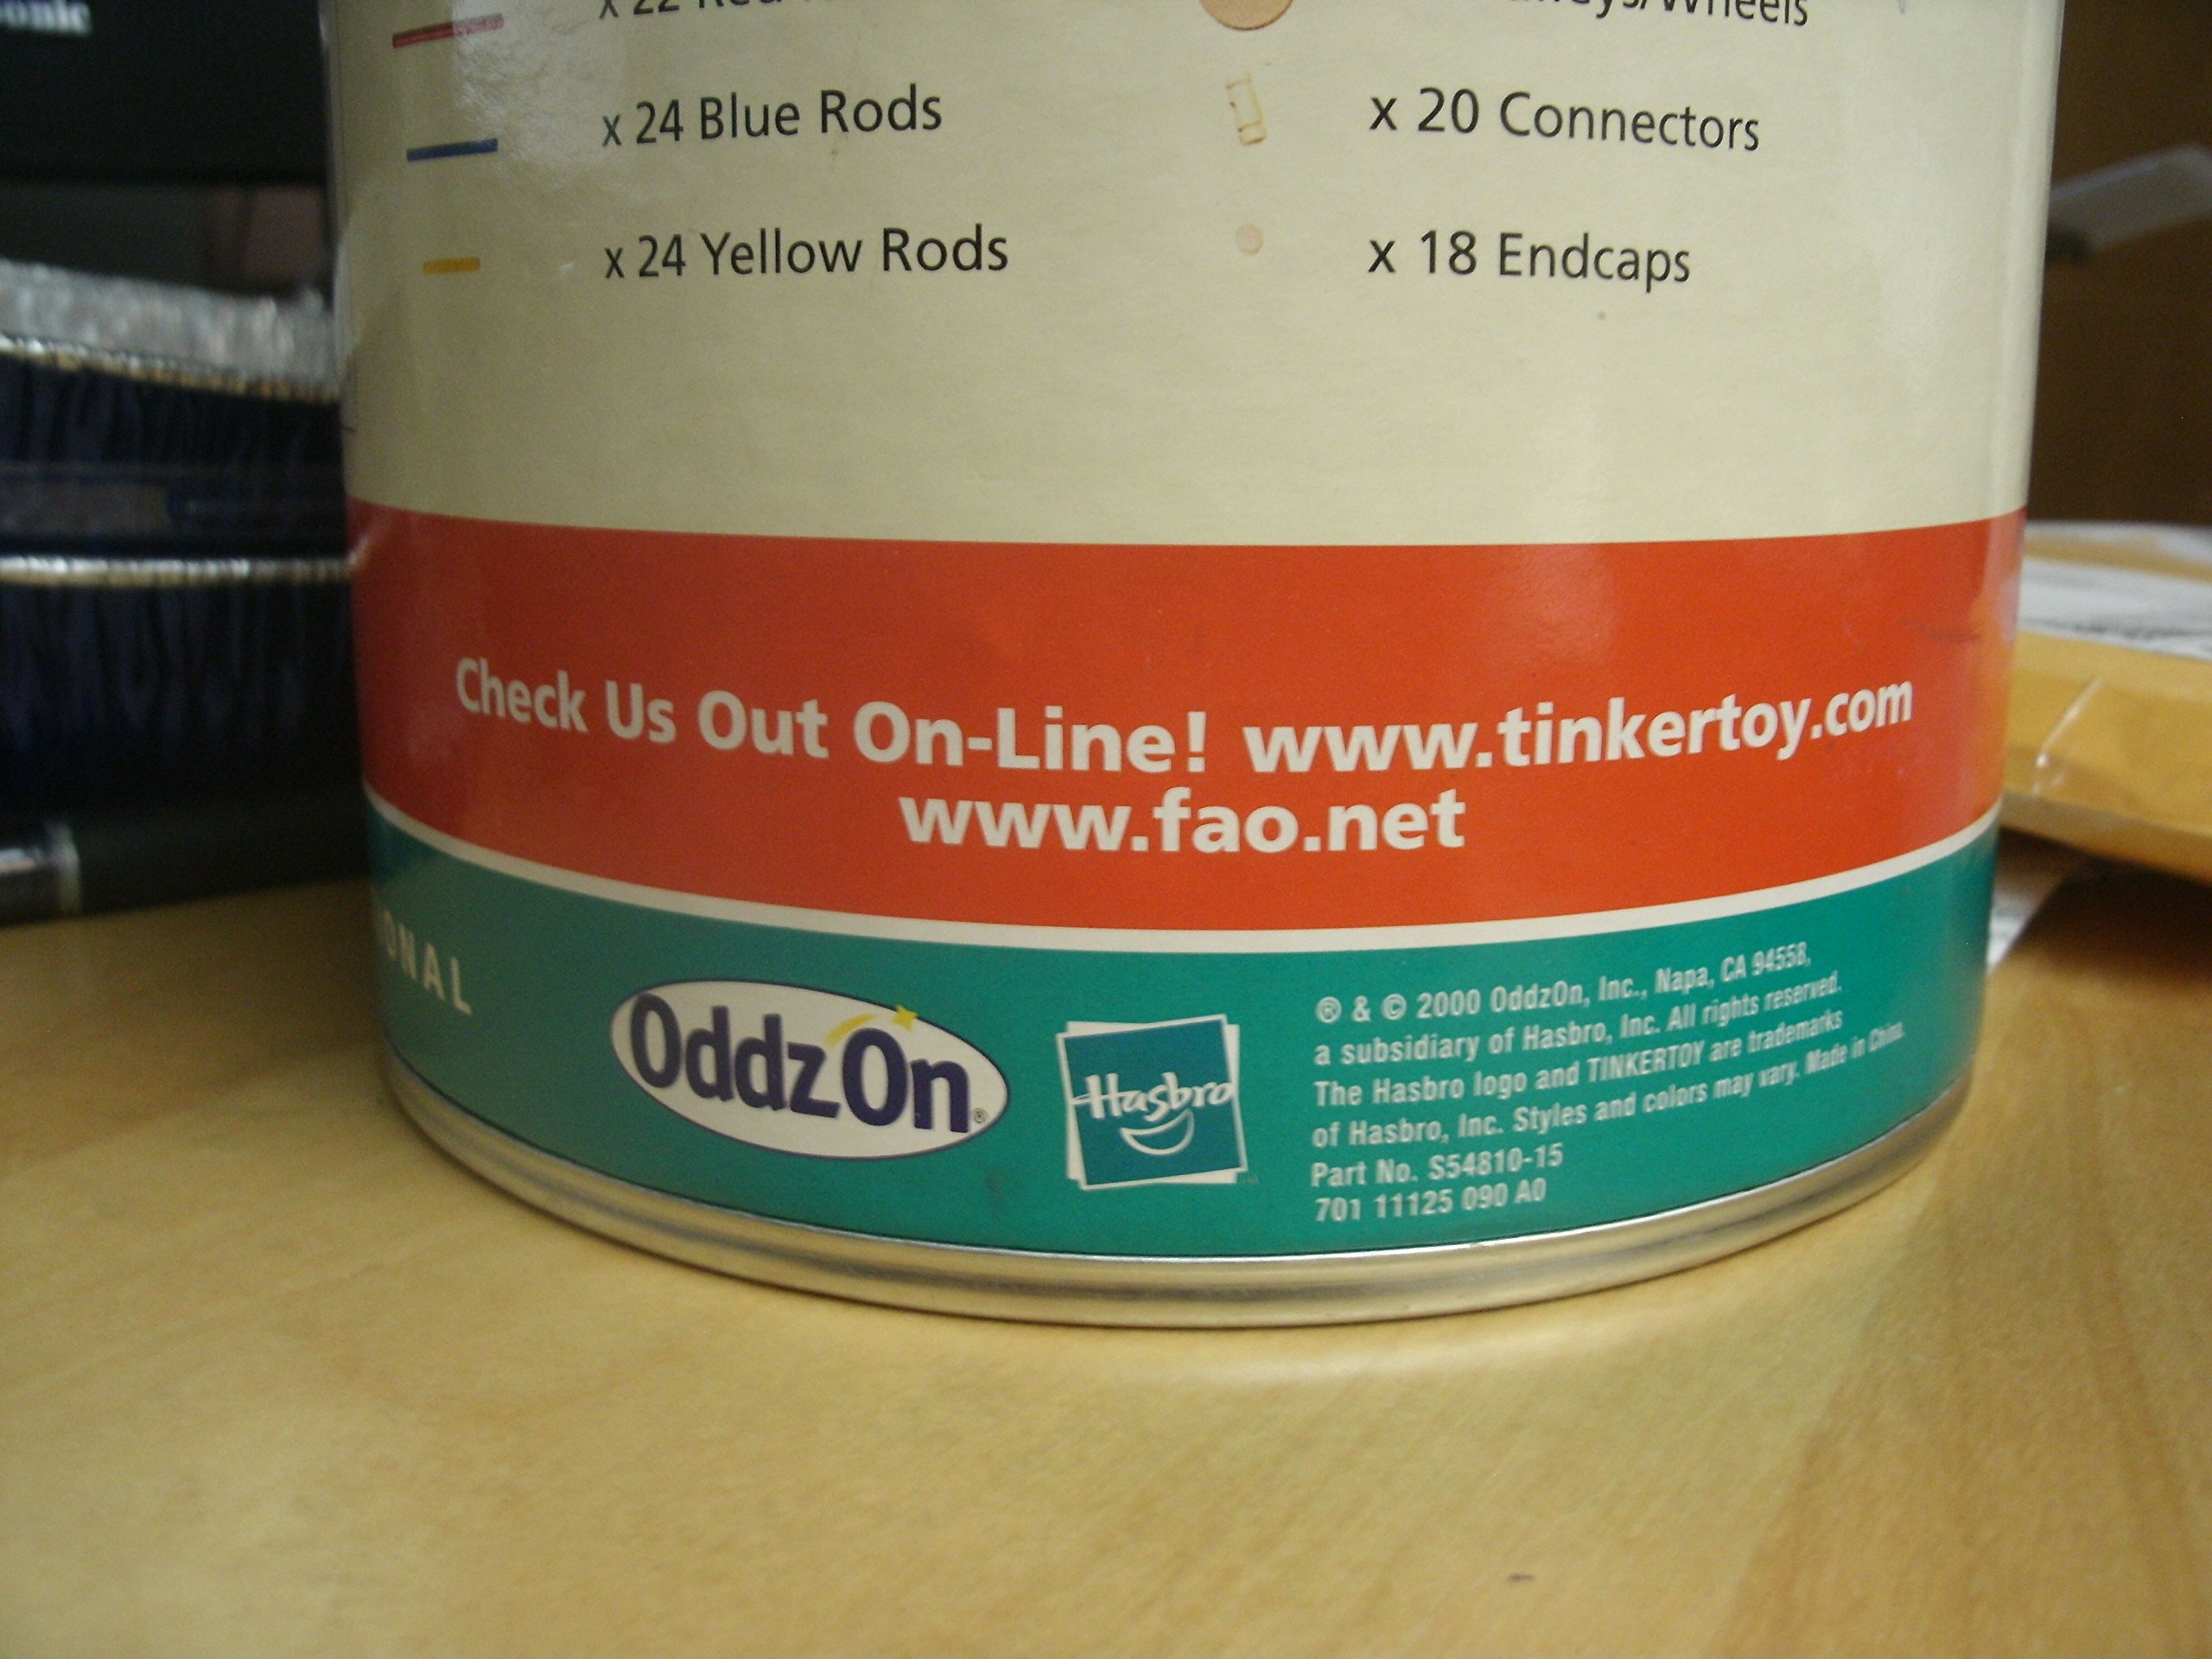 x 22 Red
x 24 Blue Rods
x 24 Yellow Rods
x 20 Connectors
x 18 Endcaps
Check Us Out On-Line! www.tinkertoy.com
www.fao.net
OddzOn®
Hasbro
® & © 2000 OddzOn, Inc., Napa, CA 94558,
a subsidiary of Hasbro, Inc. All rights reserved.
The Hasbro logo and TINKERTOY are trademarks
of Hasbro, Inc. Styles and colors may vary. Made in China.
Part No. S54810-15
701 11125 090 A0